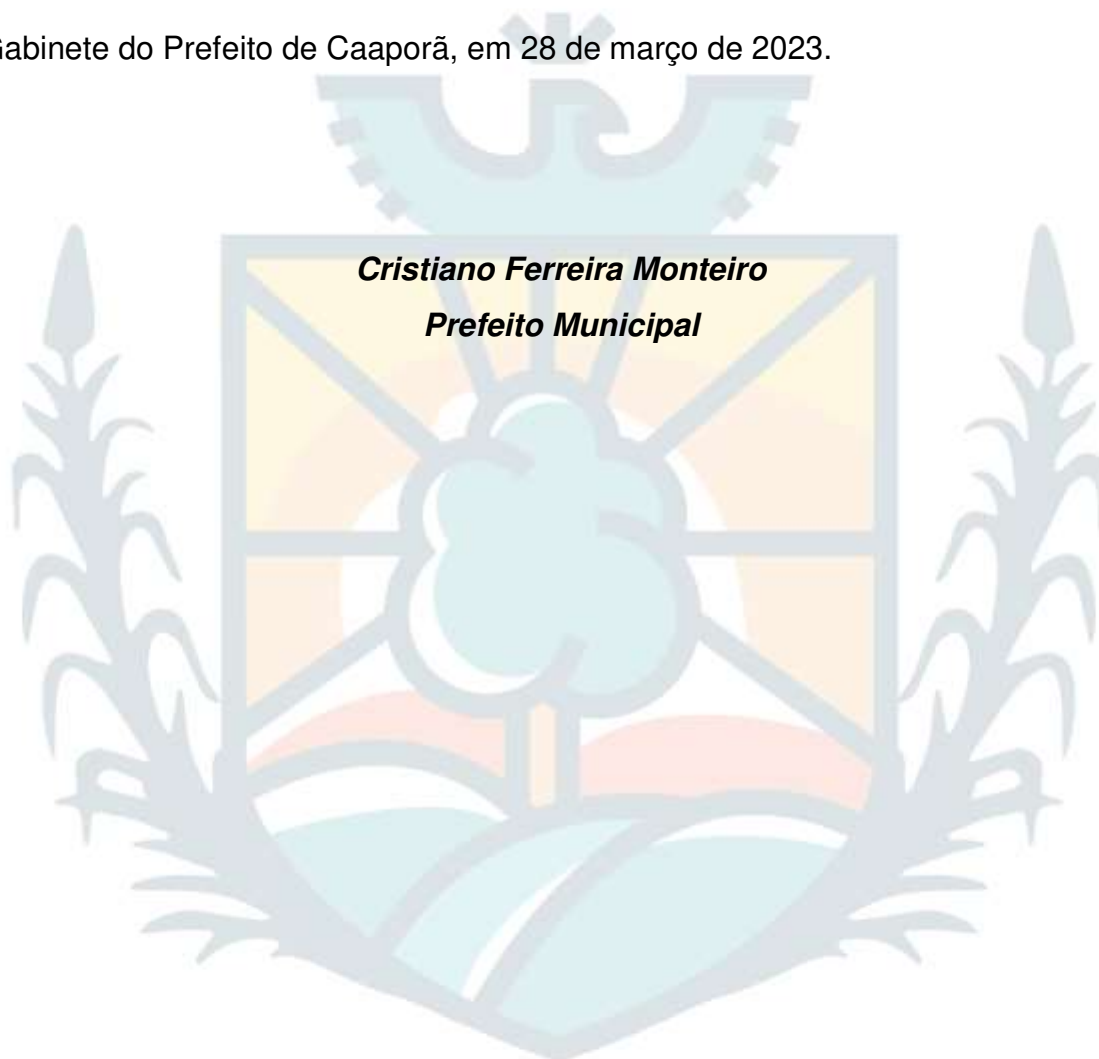 Gabinete do Prefeito de Caaporã, em 28 de março de 2023.
Cristiano Ferreira Monteiro
Prefeito Municipal